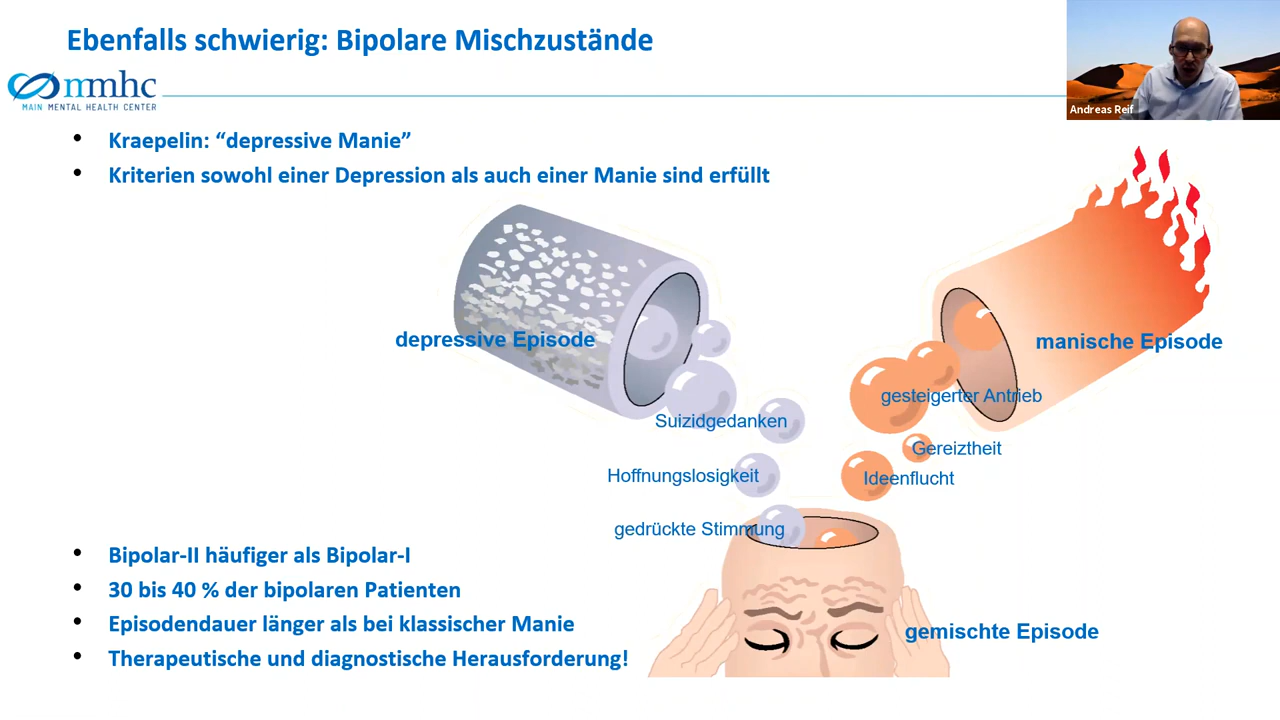 Ebenfalls schwierig: Bipolare Mischzustände
mmhc
MAIN MENTAL HEALTH CENTER
Andreas Reif
• Kraepelin: “depressive Manie”
• Kriterien sowohl einer Depression als auch einer Manie sind erfüllt
depressive Episode
manische Episode
gesteigerter Antrieb
Suizidgedanken
Gereiztheit
Hoffnungslosigkeit
Ideenflucht
gedrückte Stimmung
• Bipolar-II häufiger als Bipolar-I
• 30 bis 40 % der bipolaren Patienten
• Episodendauer länger als bei klassischer Manie
gemischte Episode
• Therapeutische und diagnostische Herausforderung!